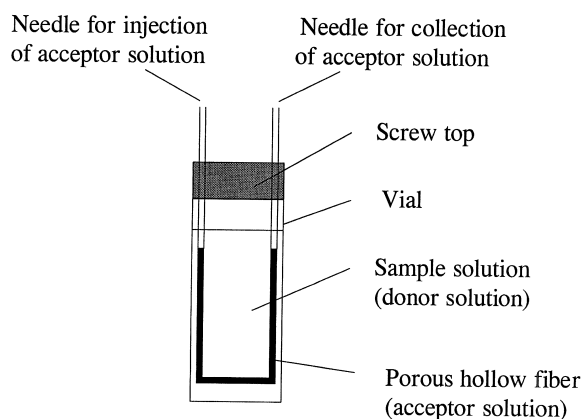 Needle for injection
of acceptor solution
Needle for collection
of acceptor solution
Screw top
Vial
Sample solution
(donor solution)
Porous hollow fiber
(acceptor solution)